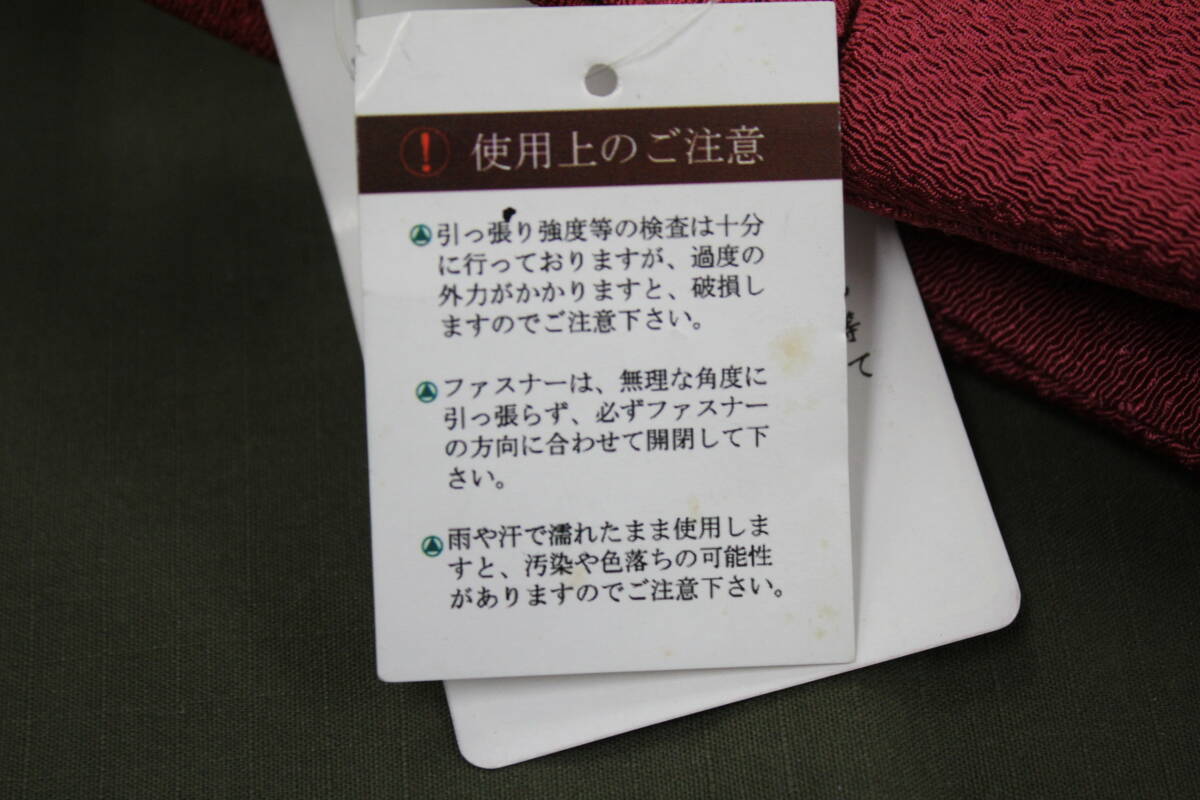 ! 使用上のご注意
引っ張り強度等の検査は十分
に行っておりますが、過度の
外力がかかりますと、破損し
ますのでご注意下さい。
ファスナーは、無理な角度に
引っ張らず、必ずファスナー
の方向に合わせて開閉して下
さい。
雨や汗で濡れたまま使用しま
すと、汚染や色落ちの可能性
がありますのでご注意下さい。
て